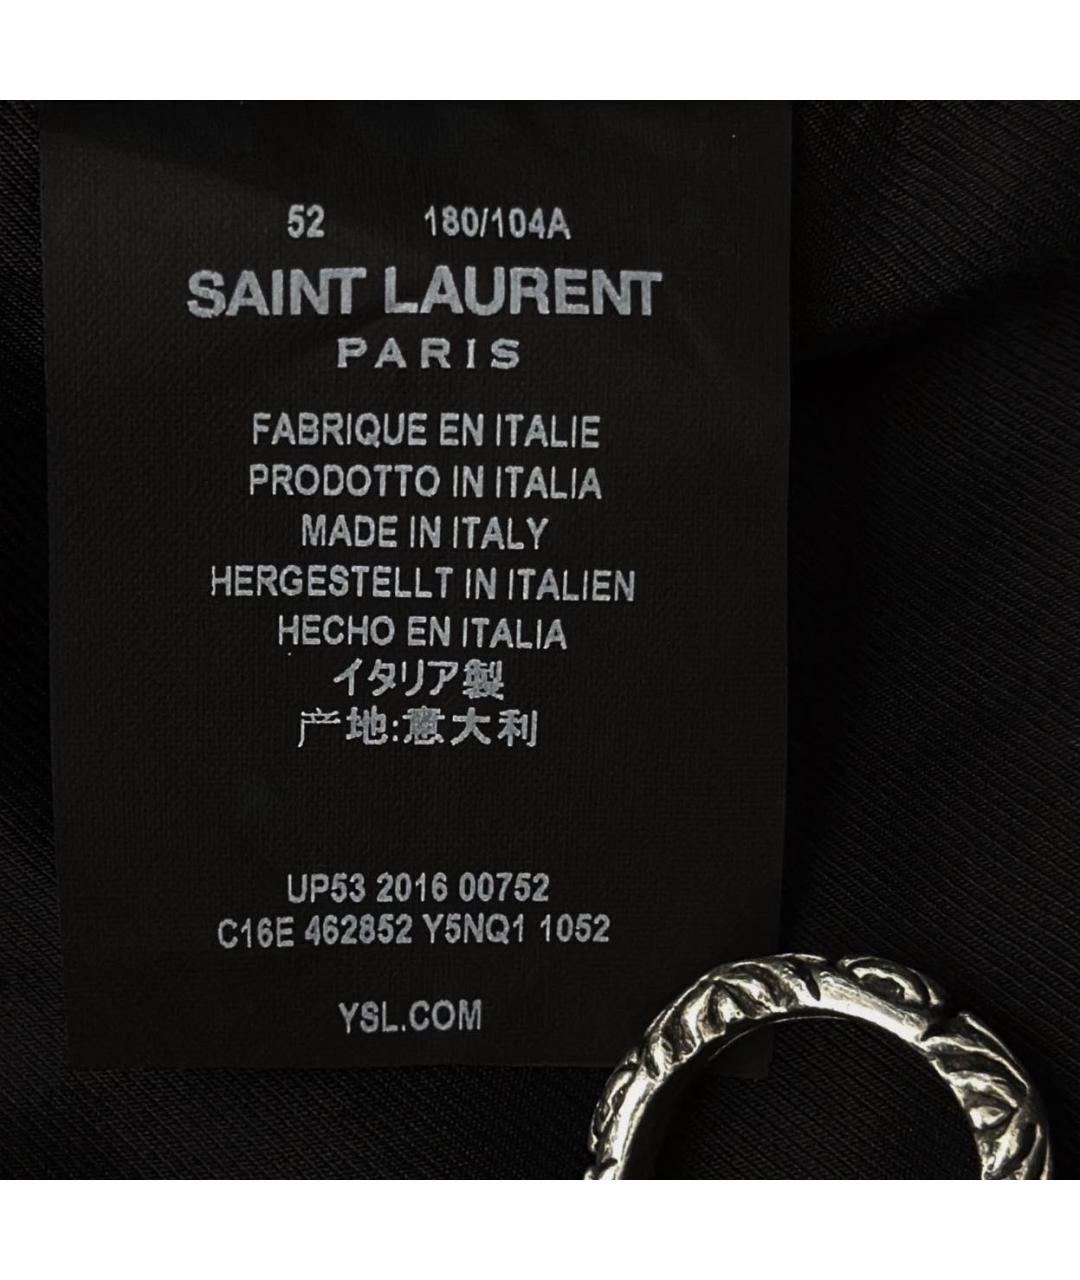 52 180/104A
SAINT LAURENT
PARIS
FABRIQUE EN ITALIE
PRODOTTO IN ITALIA
MADE IN ITALY
HERGESTELLT IN ITALIEN
HECHO EN ITALIA
イタリア製
产地:意大利
UP53 2016 00752
C16E 462852 Y5NQ1 1052
YSL.COM